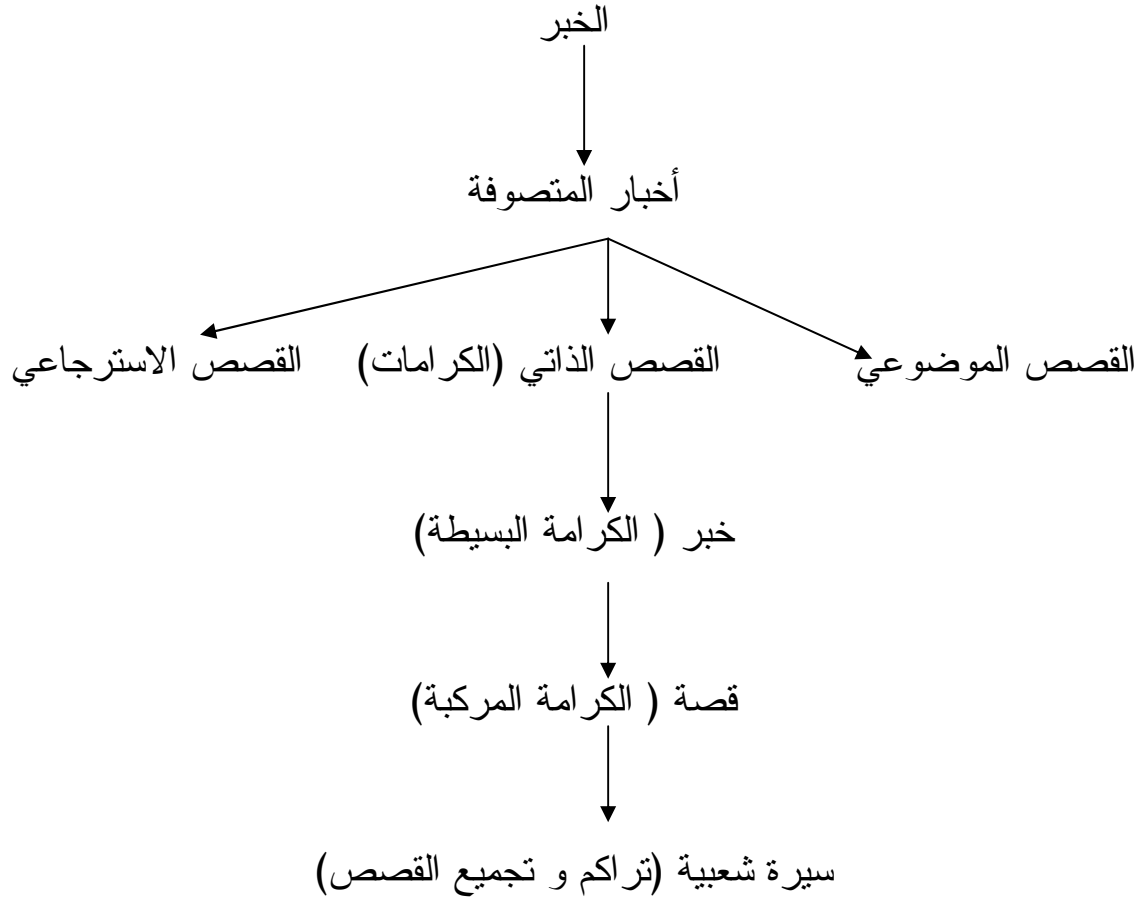 الخبر
أخبار المتصوفة
القصص الموضوعي القصص الذاتي (الكرامات) القصص الاسترجاعي
خبر ( الكرامة البسيطة)
قصة ( الكرامة المركبة)
سيرة شعبية (تراكم و تجميع القصص)